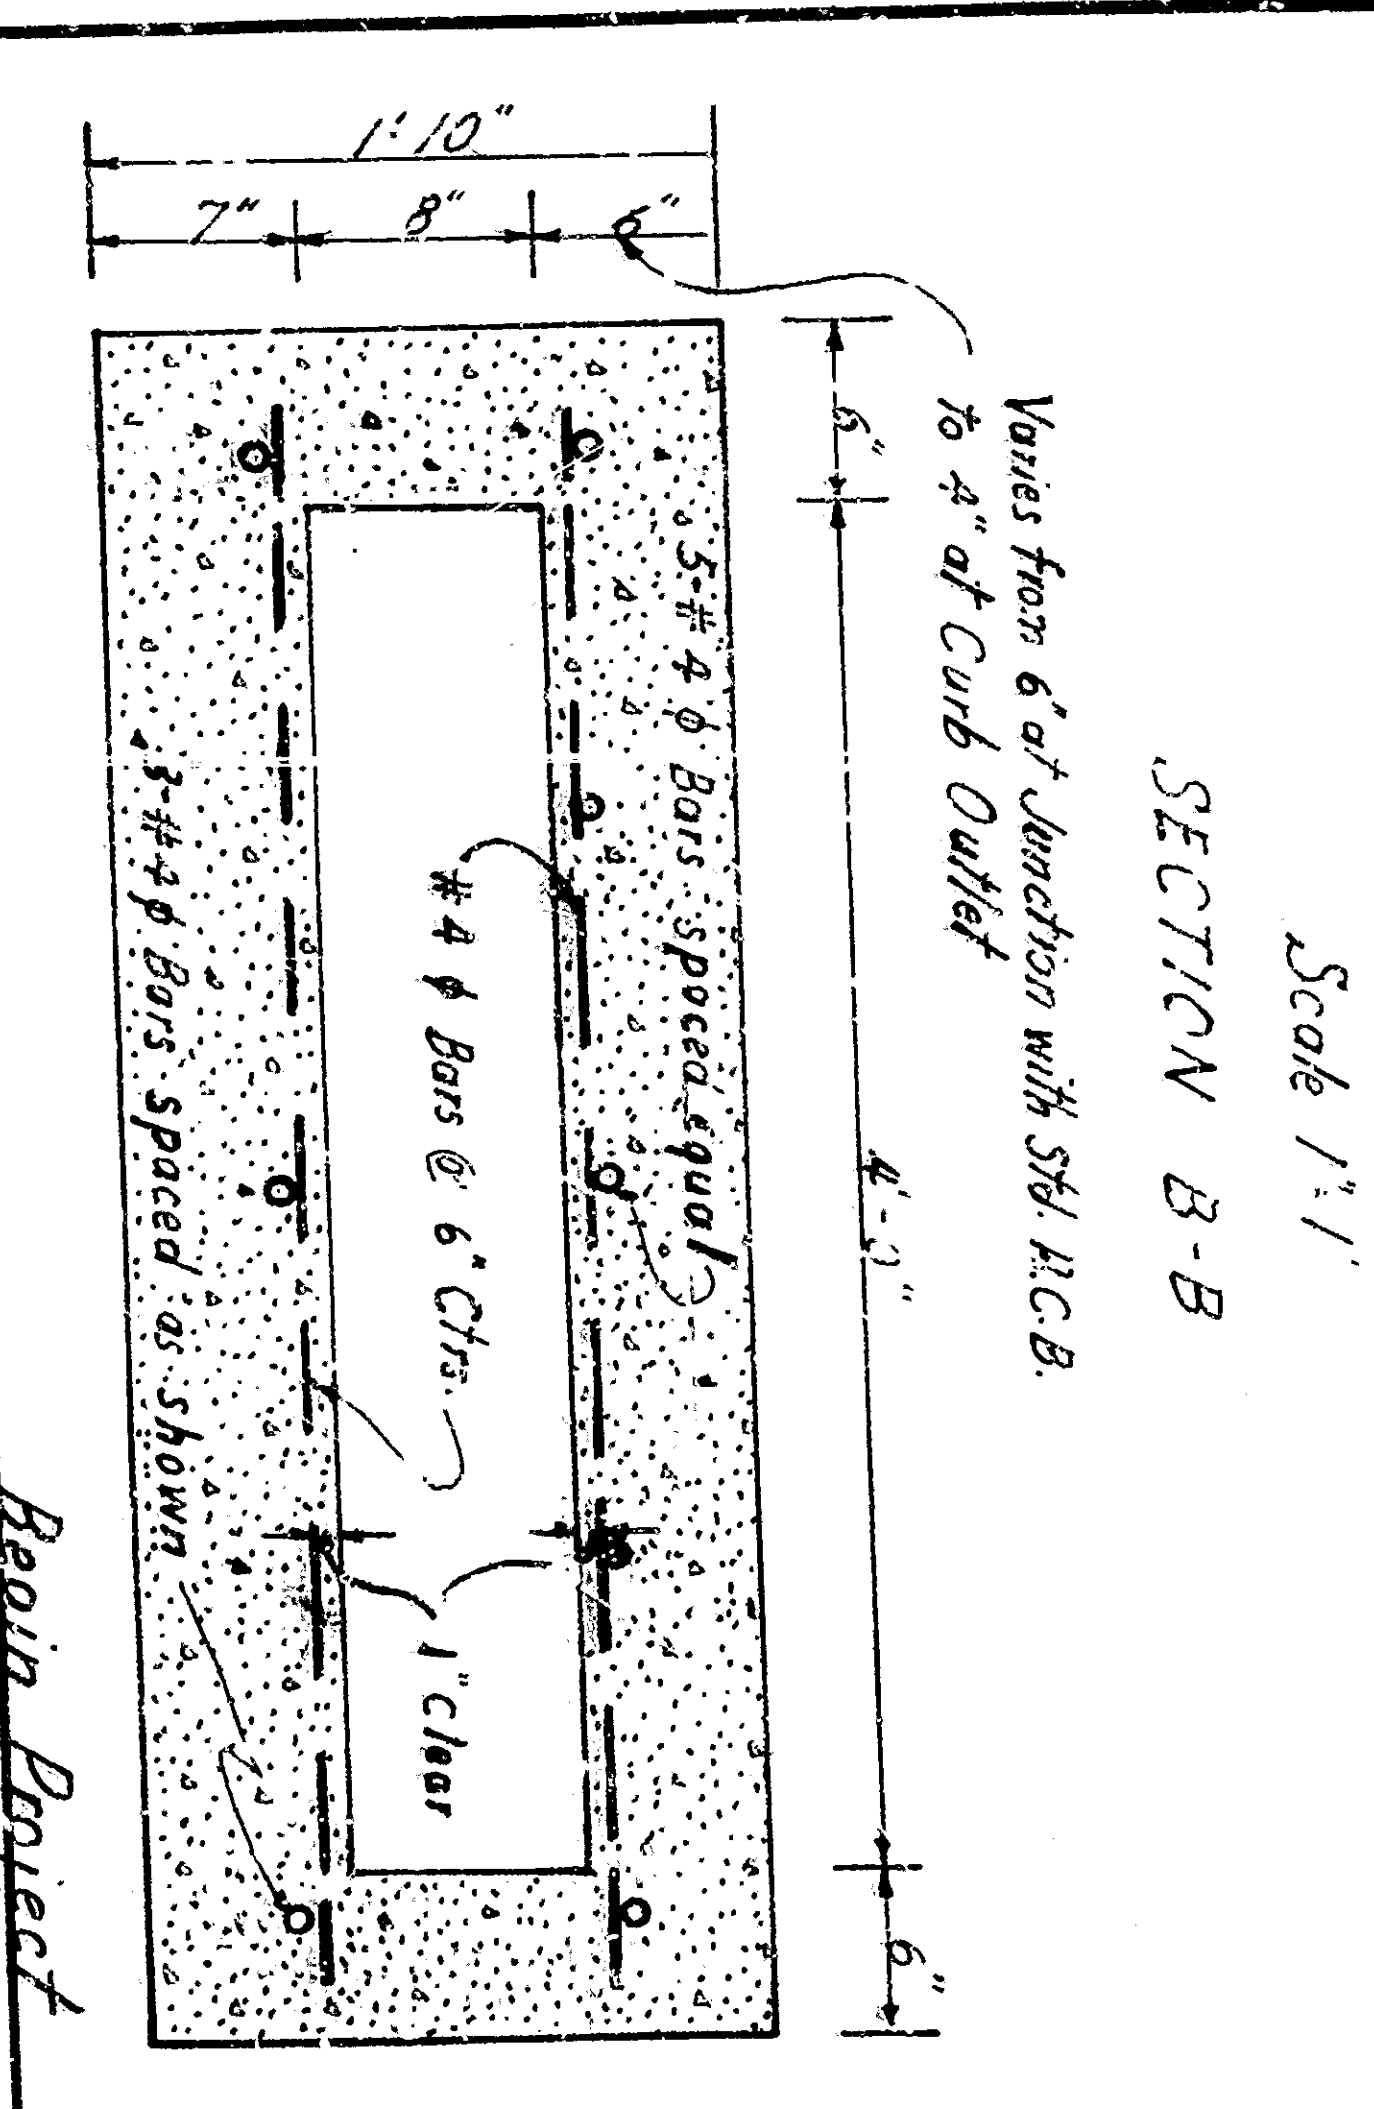 Scale 1"=1'
SECTION B-B
Varies from 6" at Junction with Std.
to 4" at Curb Outlet
6"
6"
1'10"
7"
8"
6"
5-#4 ϕ Bars spaced equal
#4 ϕ Bars @ 6" Ctrs.
1" Clear
3-#4 ϕ Bars spaced as shown
Begin Project